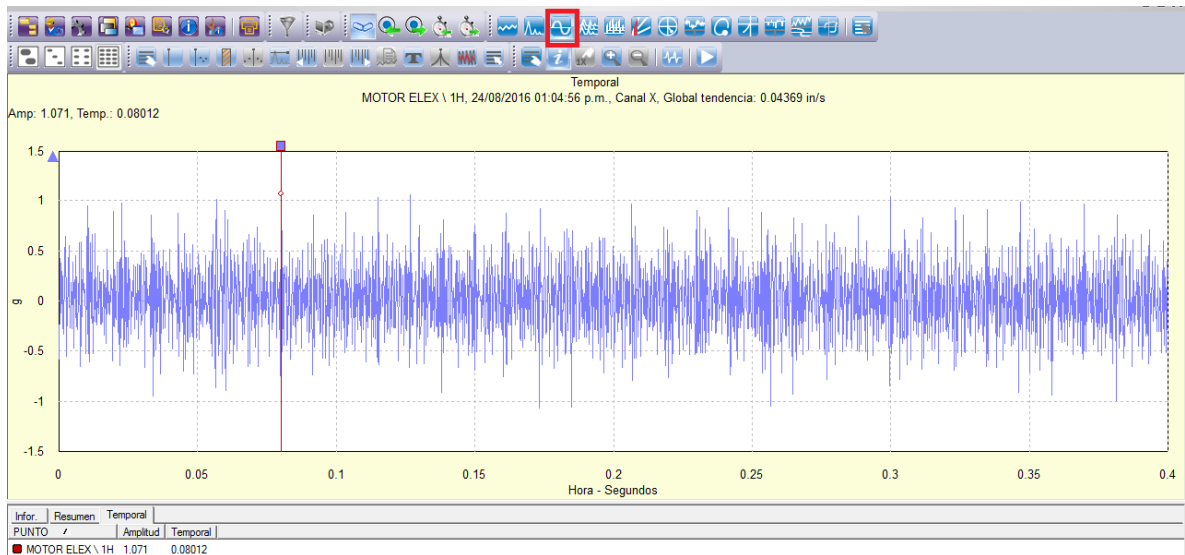 Temporal
MOTOR ELEX \ 1H, 24/08/2016 01:04:56 p.m., Canal X, Global tendencia: 0.04369 in/s
Amp: 1.071, Temp.: 0.08012
1.5
1
0.5
g 0
-0.5
-1
-1.5
0 0.05 0.1 0.15 0.2 0.25 0.3 0.35 0.4
Hora - Segundos
Infor. Resumen Temporal
PUNTO / Amplitud Temporal
MOTOR ELEX \ 1H 1.071 0.08012